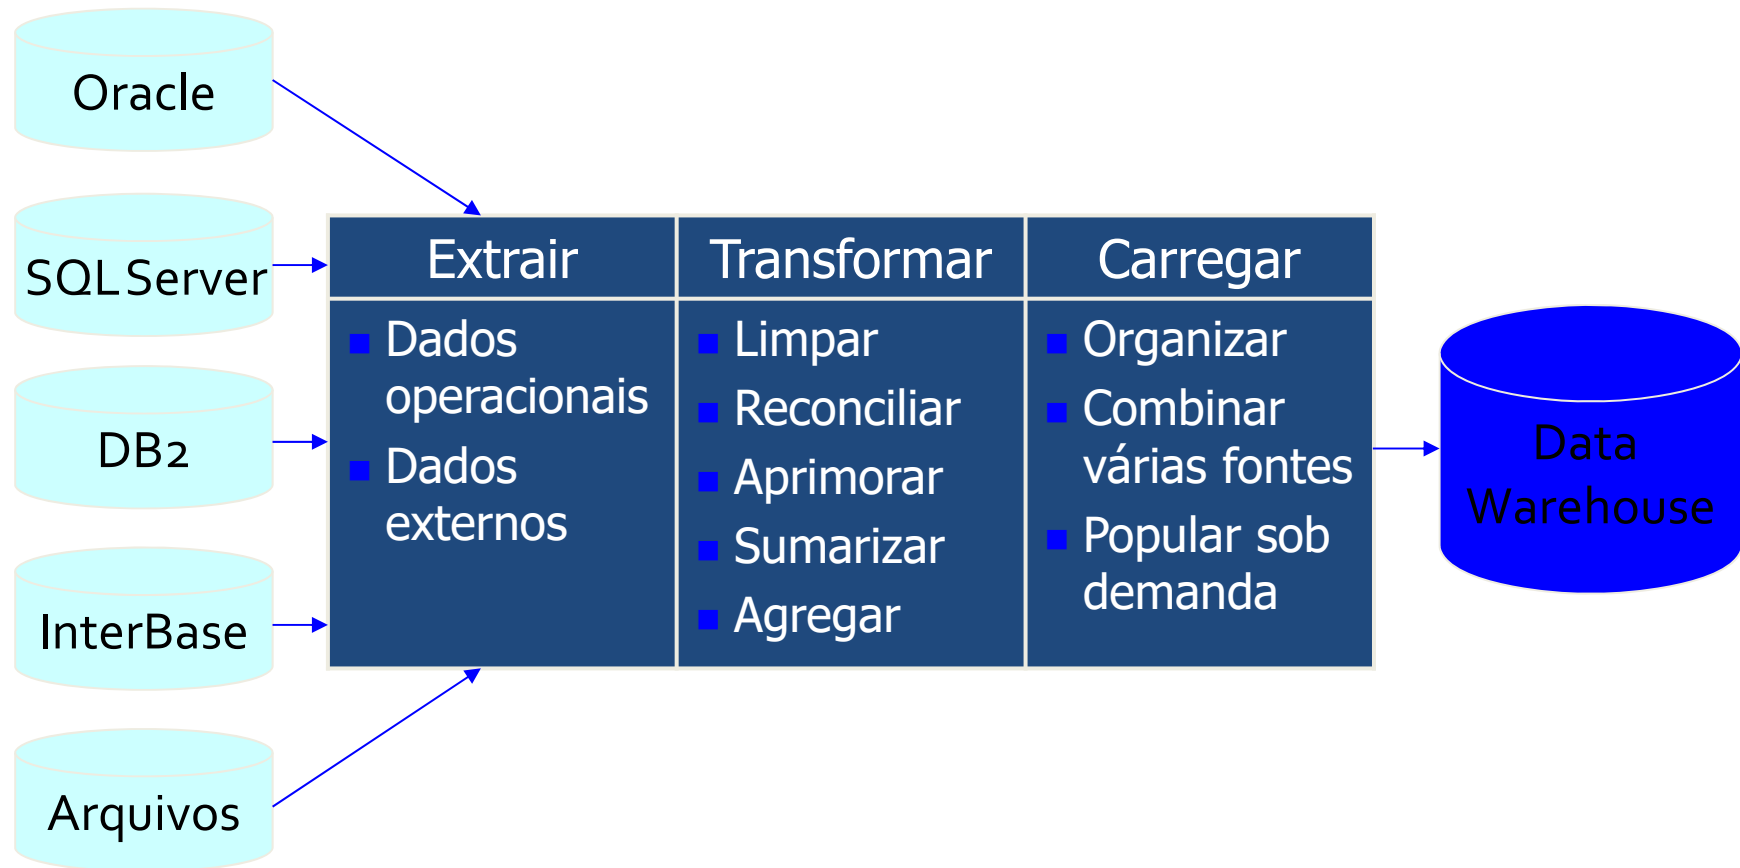 Oracle
SQL Server
DB2
InterBase
Arquivos
Extrair
Dados
operacionais
Dados
externos
Transformar
Limpar
Reconciliar
Aprimorar
Sumarizar
Agregar
Carregar
Organizar
Combinar
várias fontes
Popular sob
demanda
Data
Warehouse